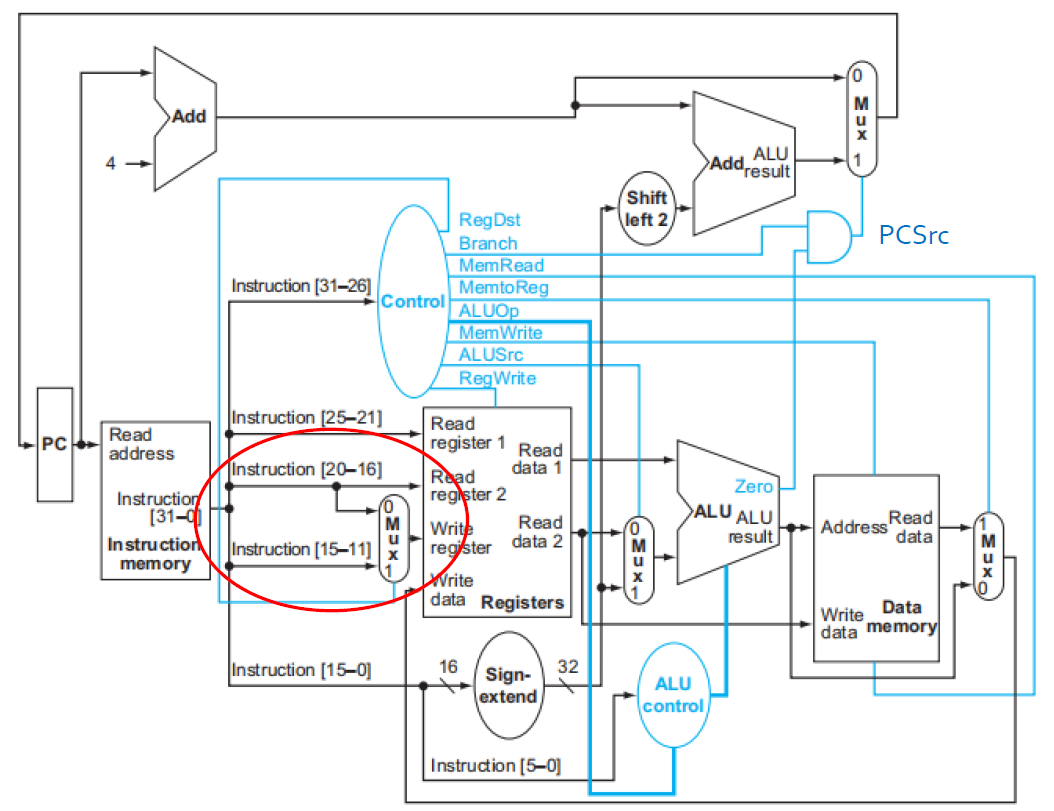 0
M
u
x
1
Add
4
Add
ALU
result
Shift
left 2
RegDst
Branch
MemRead
MemtoReg
ALUOp
MemWrite
ALUSrc
RegWrite
PCSrc
Instruction [31–26]
Control
PC
Read
address
Instruction
[31–0]
Instruction
memory
Instruction [25–21]
Instruction [20–16]
Instruction [15–11]
0
M
u
x
1
Read
register 1
Read
register 2
Write
register
Write
data
Read
data 1
Read
data 2
Registers
0
M
u
x
1
Zero
ALU
ALU
result
Address
Read
data
Write
data
Data
memory
1
M
u
x
0
Instruction [15–0]
16
Sign-
extend
32
ALU
control
Instruction [5–0]